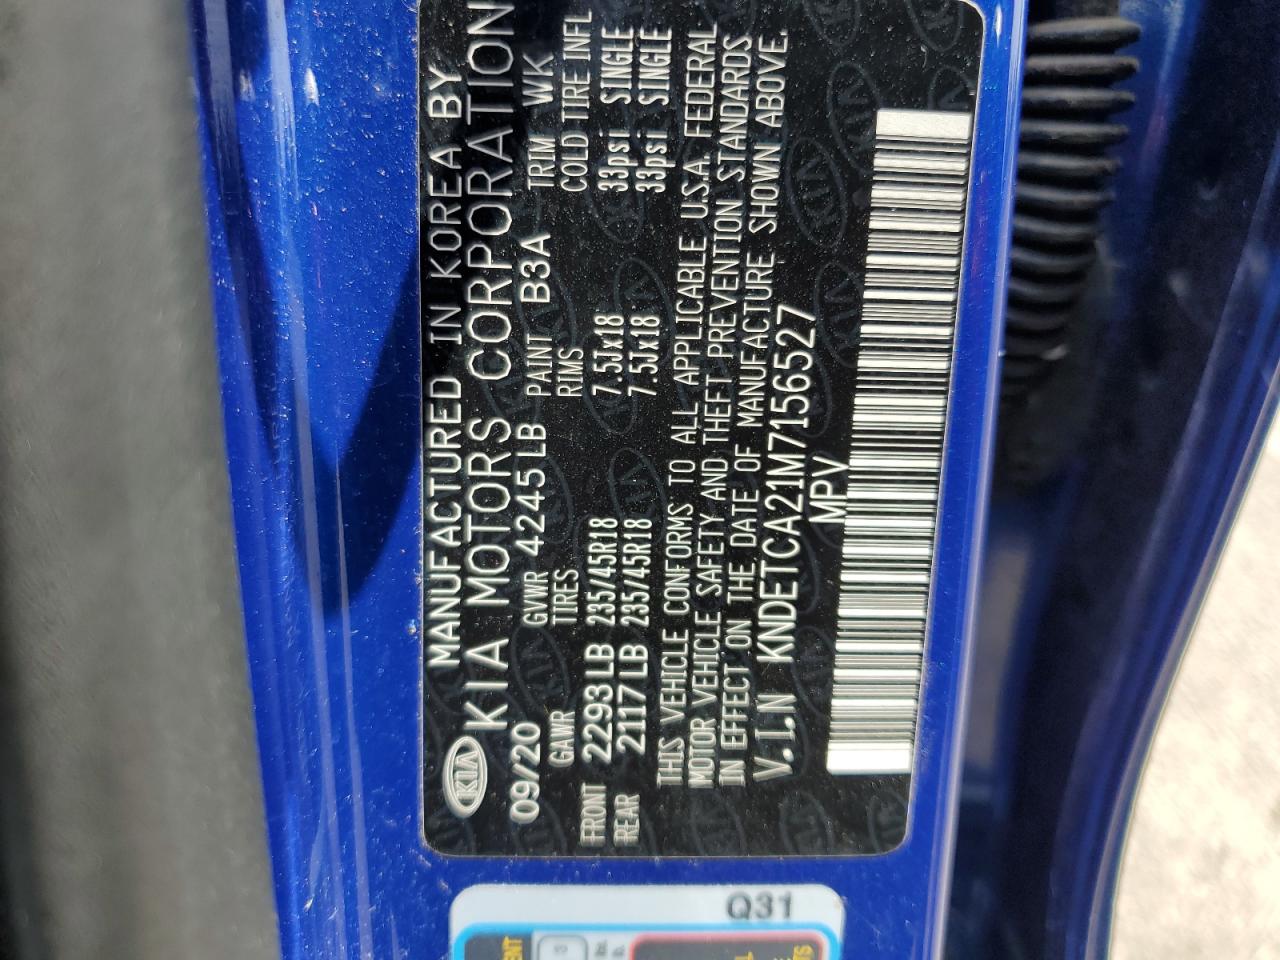 MANUFACTURED IN KOREA BY
KIA KIA MOTORS CORPORATION
09/20 GVWR 4245 LB PAINT B3A TRIM WK
GAWR TIRES RIMS COLD TIRE INFL
FRONT 2293 LB 235/45R18 7.5Jx18 33psi SINGLE
REAR 2117 LB 235/45R18 7.5Jx18 33psi SINGLE
THIS VEHICLE CONFORMS TO ALL APPLICABLE U.S.A. FEDERAL
MOTOR VEHICLE SAFETY AND THEFT PREVENTION STANDARDS
IN EFFECT ON THE DATE OF MANUFACTURE SHOWN ABOVE.
V.I.N KNDETCA21M7156527
MPV
Q31